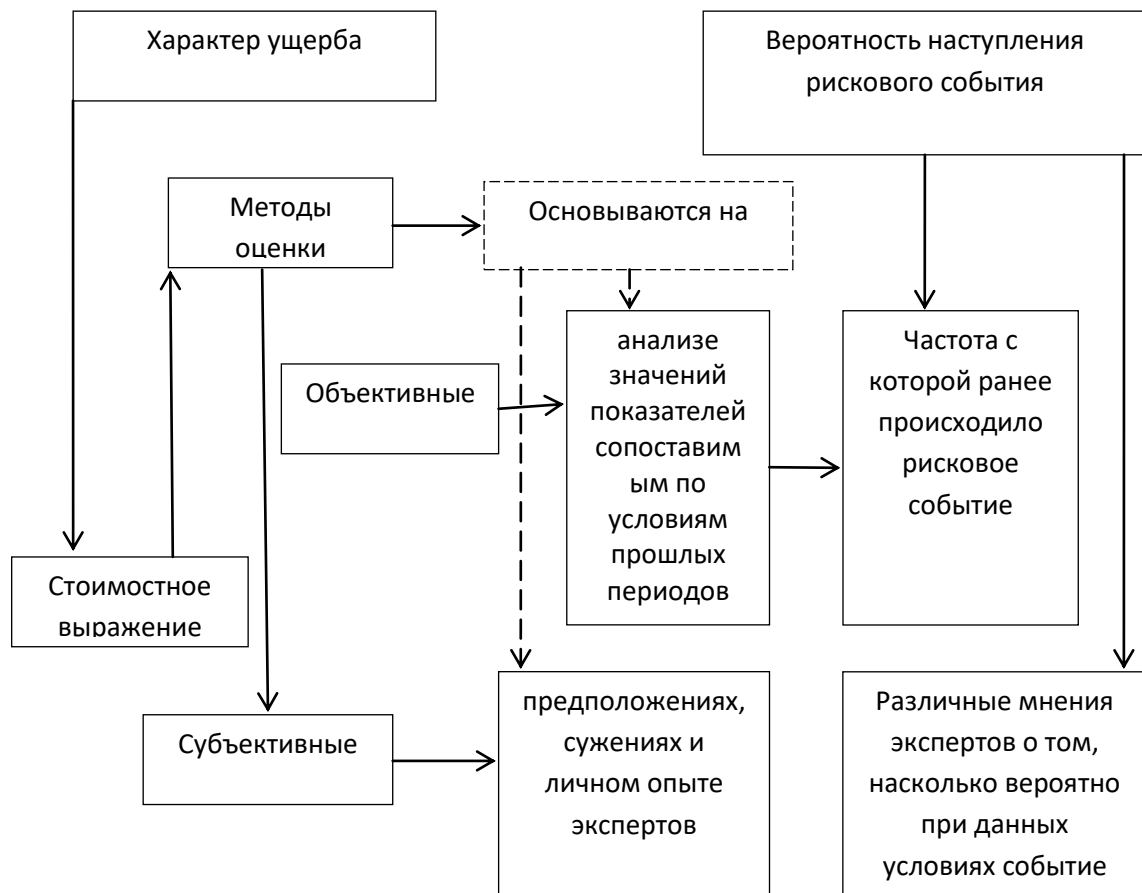 Характер ущерба
Вероятность наступления
рискового события
Методы
оценки
Основываются на
Объективные
анализе
значений
показателей
сопоставим
ым по
условиям
прошлых
периодов
Частота с
которой ранее
происходило
рисковое
событие
Стоимостное
выражение
Субъективные
предположениях,
сужениях и
личном опыте
экспертов
Различные мнения
экспертов о том,
насколько вероятно
при данных
условиях событие